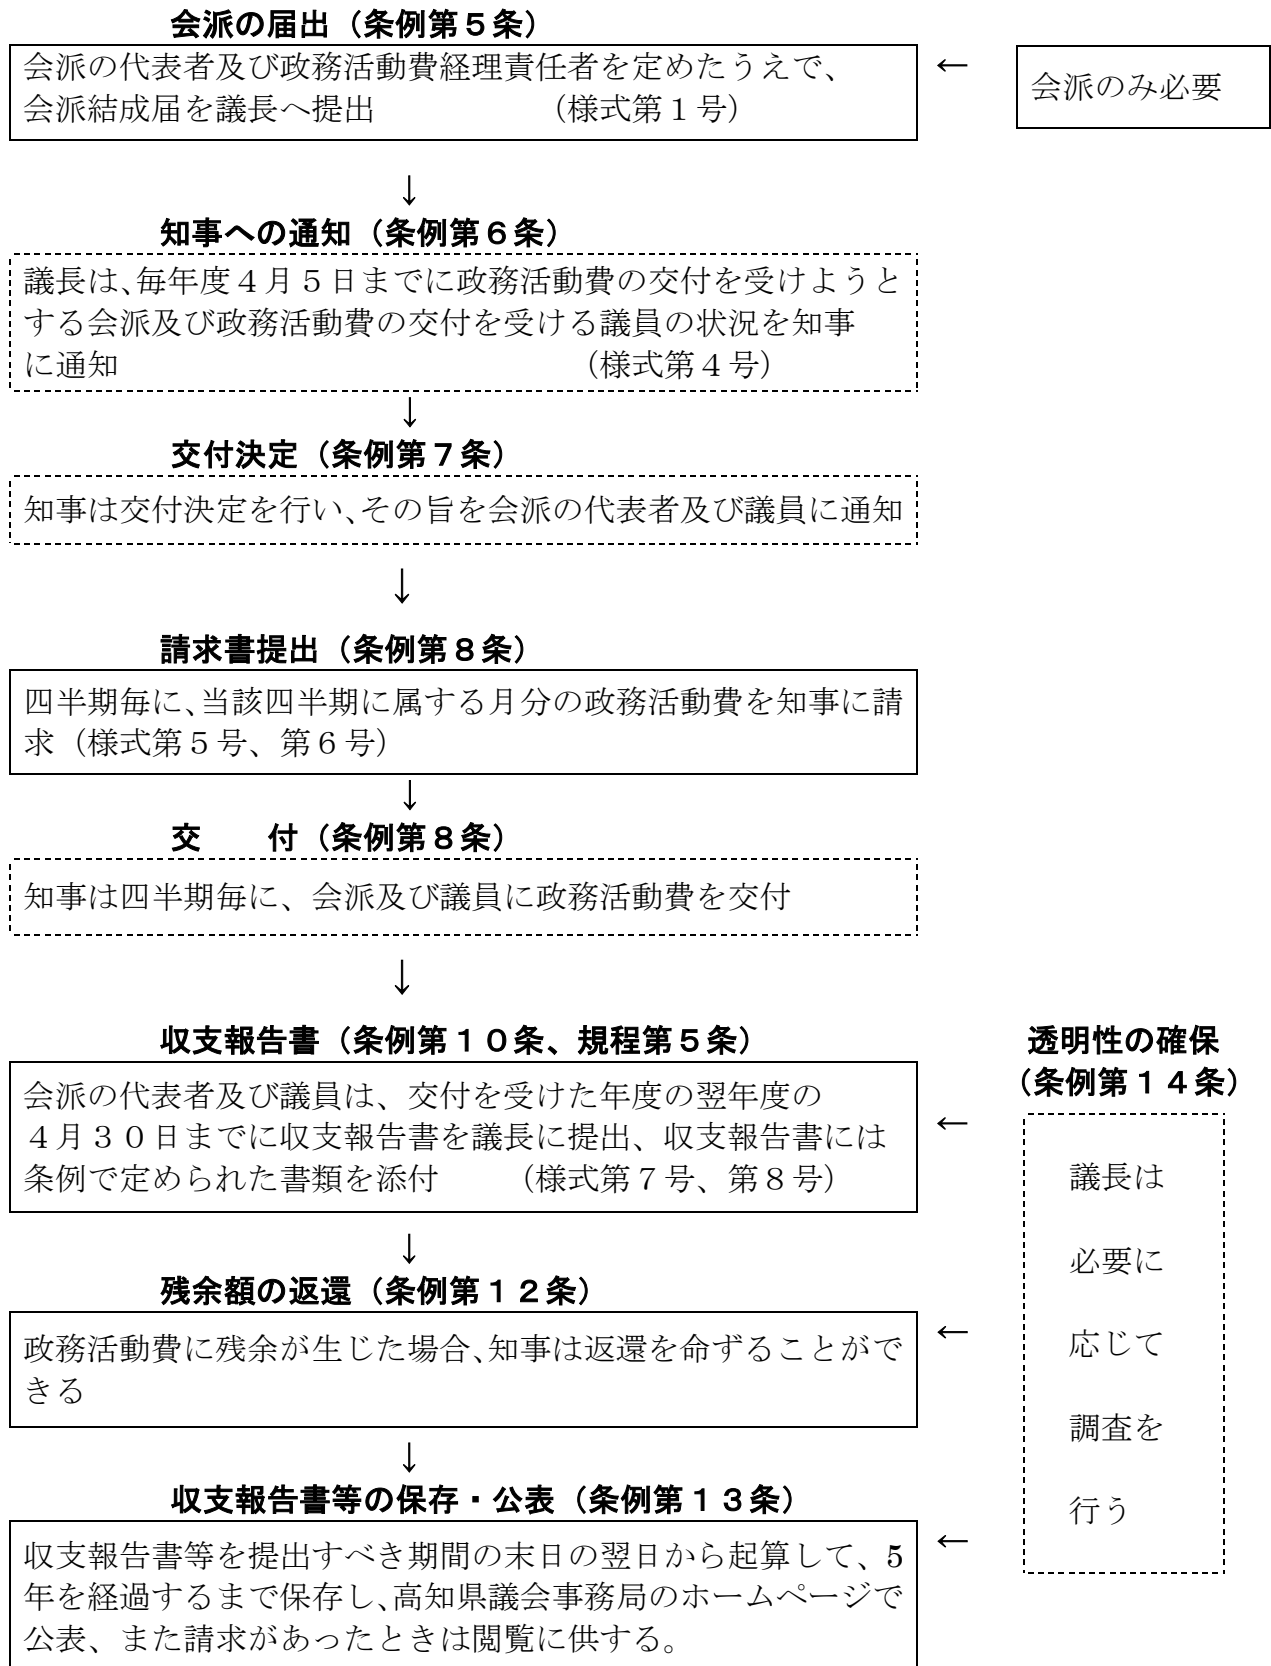 会派の届出（条例第５条）
会派の代表者及び政務活動費経理責任者を定めたうえで、
会派結成届を議長へ提出　　　　　　（様式第１号）
←
会派のみ必要
↓
知事への通知（条例第６条）
議長は、毎年度４月５日までに政務活動費の交付を受けようと
する会派及び政務活動費の交付を受ける議員の状況を知事
に通知　　　　　　　　　　　　　　　（様式第４号）
↓
交付決定（条例第７条）
知事は交付決定を行い、その旨を会派の代表者及び議員に通知
↓
請求書提出（条例第８条）
四半期毎に、当該四半期に属する月分の政務活動費を知事に請
求（様式第５号、第６号）
↓
交　　付（条例第８条）
知事は四半期毎に、会派及び議員に政務活動費を交付
↓
収支報告書（条例第１０条、規程第５条）
会派の代表者及び議員は、交付を受けた年度の翌年度の
４月３０日までに収支報告書を議長に提出、収支報告書には
条例で定められた書類を添付　　　（様式第７号、第８号）
←
↓
残余額の返還（条例第１２条）
政務活動費に残余が生じた場合、知事は返還を命ずることがで
きる
←
↓
収支報告書等の保存・公表（条例第１３条）
収支報告書等を提出すべき期間の末日の翌日から起算して、5
年を経過するまで保存し、高知県議会事務局のホームページで
公表、また請求があったときは閲覧に供する。
←
透明性の確保
（条例第１４条）
議長は
必要に
応じて
調査を
行う